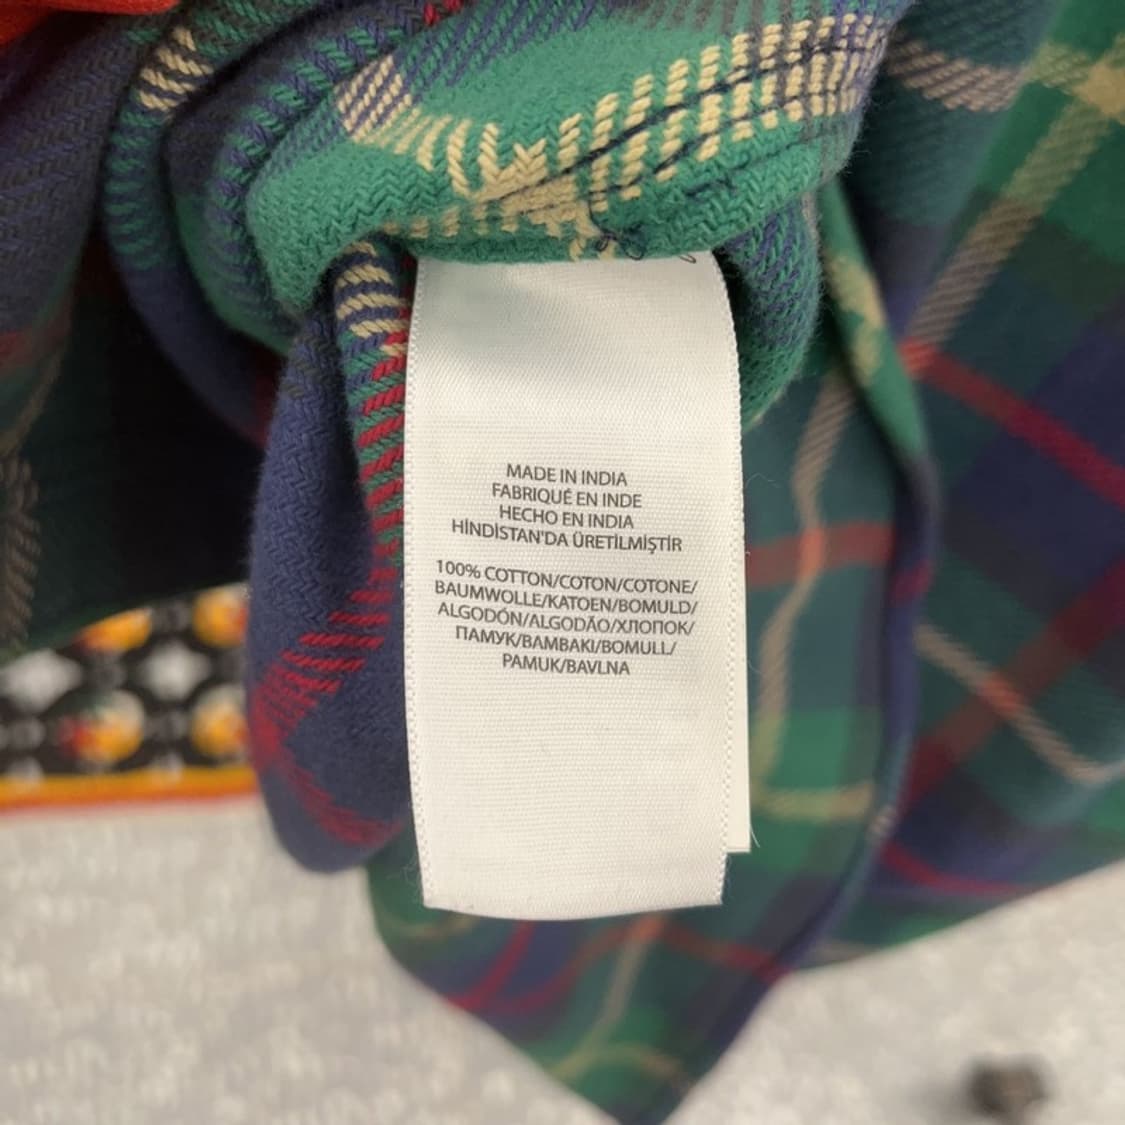 MADE IN INDIA
FABRIQUÉ EN INDE
HECHO EN INDIA
HİNDİSTAN'DA ÜRETİLMİŞTİR
100% COTTON/COTON/COTONE/
BAUMWOLLE/KATOEN/BOMULD/
ALGODÓN/ALGODÃO/ХЛОПОК/
ПАМУК/BAMBAKI/BOMULL/
PAMUK/BAVLNA